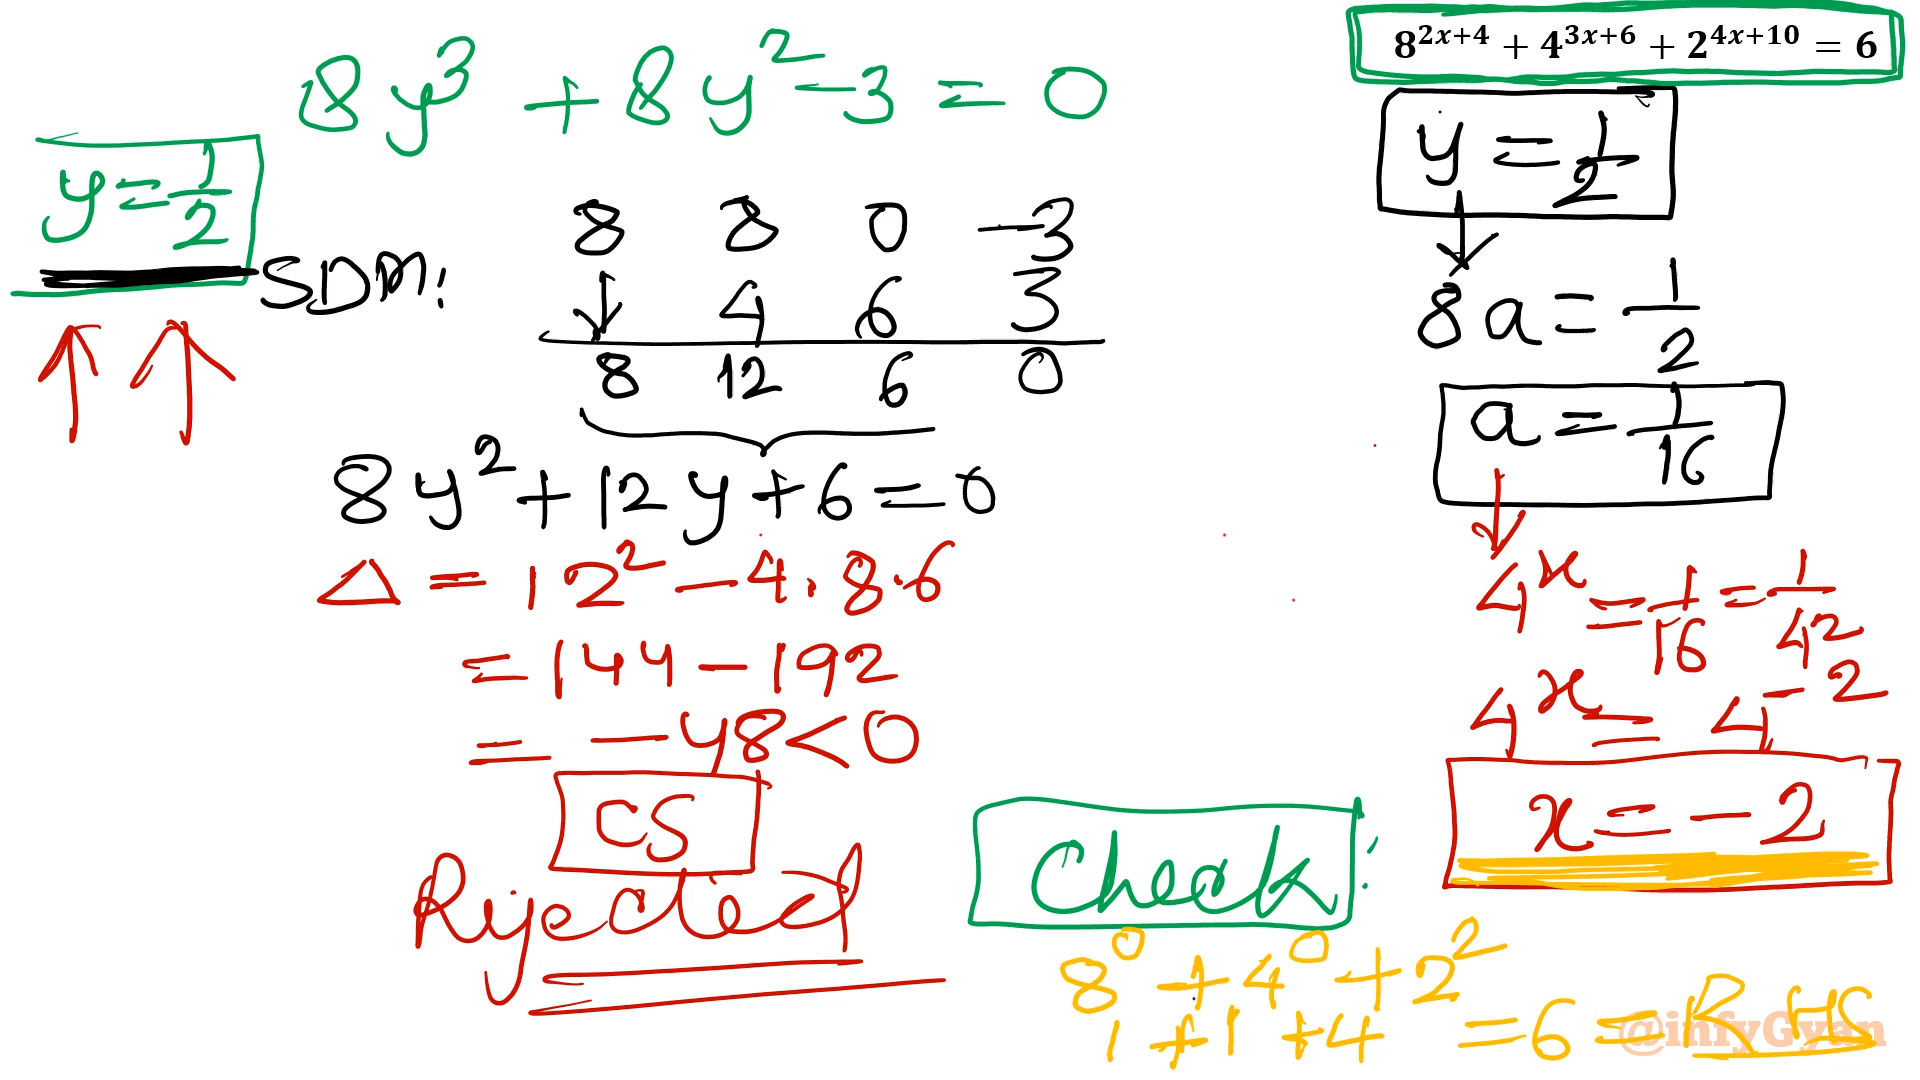 8y³ + 8y² - 3 = 0
y = 1/2
SDM:
8 8 0 -3
↓ 4 6 3
8 12 6 0
8y² + 12y + 6 = 0
Δ = 12² - 4.8.6
= 144 - 192
= -48 < 0
CS
Rijected
8^{2x+4} + 4^{3x+6} + 2^{4x+10} = 6
y = 1/2
8a = 1/2
a = 1/16
4^x = 1/16 = 1/4²
4^x = 4^{-2}
x = -2
Check:
8⁰ + 4⁰ + 2²
1 + 1 + 4 = 6 = RHS
@infyGyan